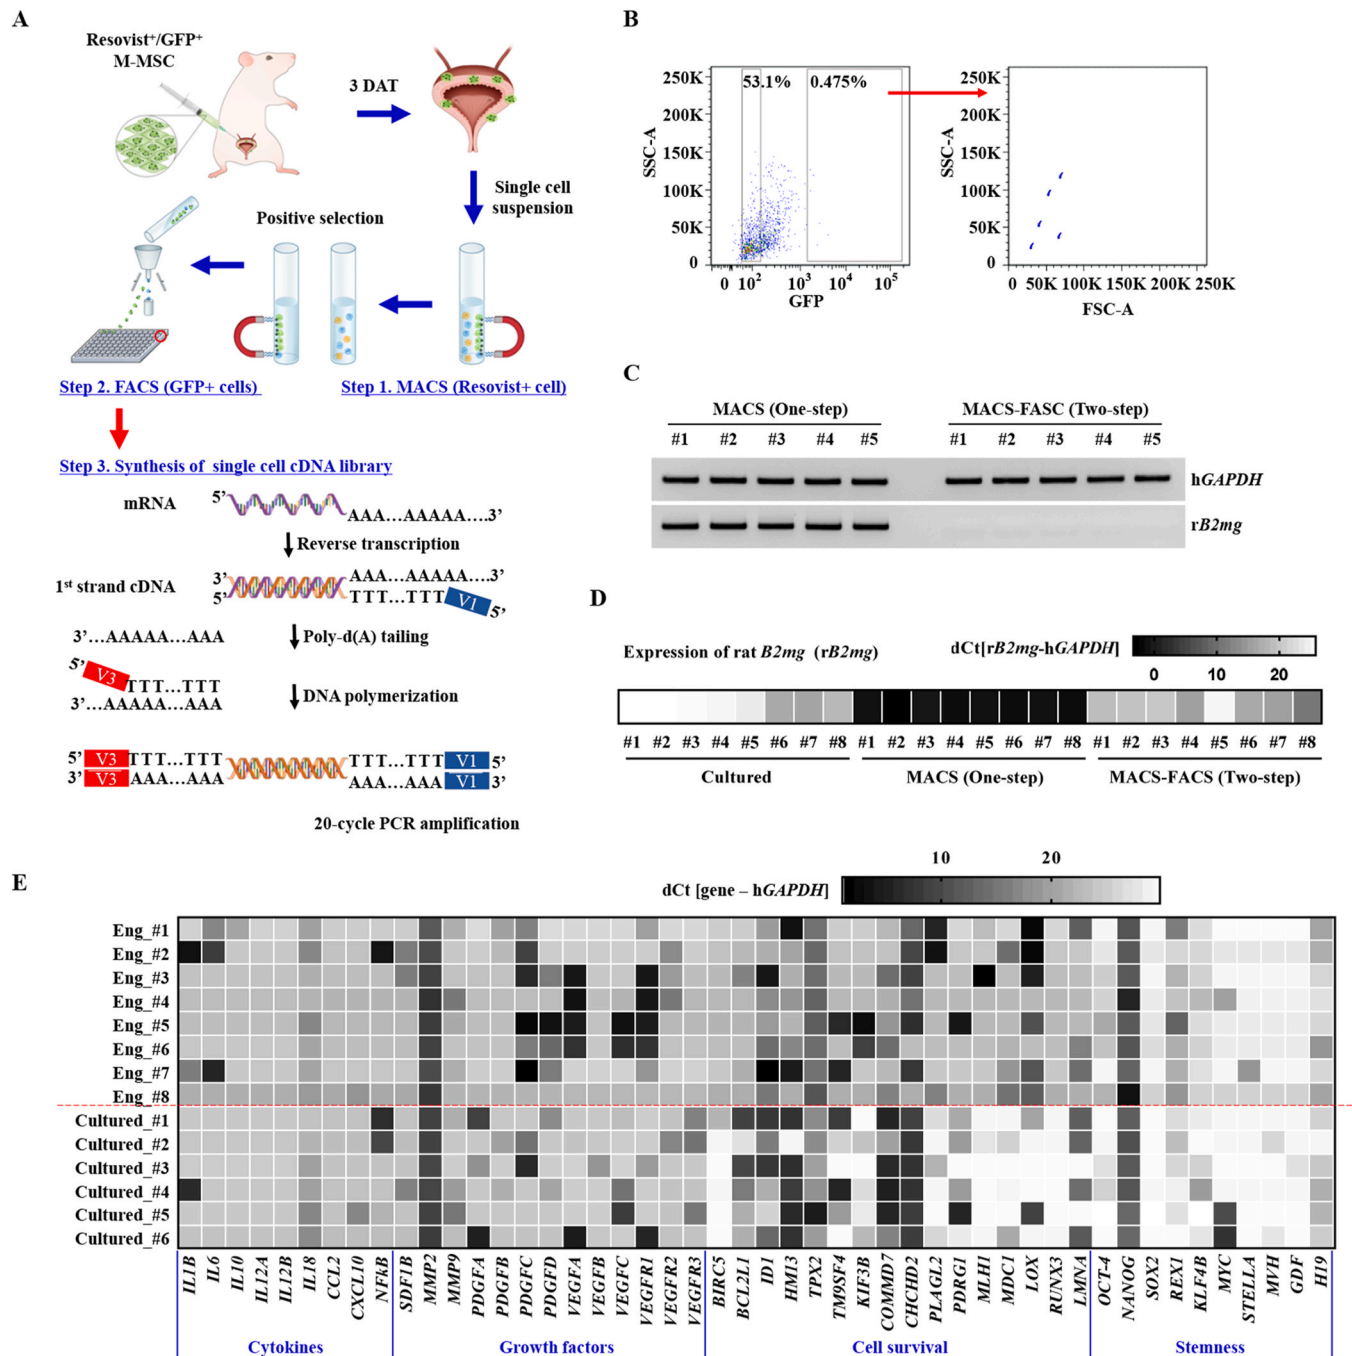 A
Resovist⁺/GFP⁺
M-MSC
3 DAT
Single cell
suspension
Positive selection
Step 2. FACS (GFP+ cells)
Step 1. MACS (Resovist+ cell)
Step 3. Synthesis of single cell cDNA library
mRNA
5’
AAA...AAAAA....3’
Reverse transcription
1st strand cDNA
3’
AAA...AAAAA....3’
5’
TTT...TTT
V1
5’
3’...AAAAA...AAA
Poly-d(A) tailing
5’
V3
TTT...TTT
3’...AAAAA...AAA
DNA polymerization
5’ V3 TTT...TTT TTT...TTT V1 5’
3’ V3 AAA...AAA AAA...AAA V1 3’
20-cycle PCR amplification
B
250K
200K
150K
100K
50K
0
SSC-A
53.1%
0.475%
0 10² 10³ 10⁴ 10⁵
GFP
250K
200K
150K
100K
50K
0
SSC-A
0 50K 100K 150K 200K 250K
FSC-A
C
MACS (One-step)
MACS-FASC (Two-step)
#1 #2 #3 #4 #5 #1 #2 #3 #4 #5
hGAPDH
rB2mg
D
Expression of rat B2mg (rB2mg)
dCt[rB2mg-hGAPDH]
0 10 20
#1 #2 #3 #4 #5 #6 #7 #8 #1 #2 #3 #4 #5 #6 #7 #8 #1 #2 #3 #4 #5 #6 #7 #8
Cultured
MACS (One-step)
MACS-FACS (Two-step)
E
dCt [gene – hGAPDH]
10 20
Eng_#1
Eng_#2
Eng_#3
Eng_#4
Eng_#5
Eng_#6
Eng_#7
Eng_#8
Cultured_#1
Cultured_#2
Cultured_#3
Cultured_#4
Cultured_#5
Cultured_#6
IL1B
IL6
IL10
IL12A
IL12B
IL18
CCL2
CXCL10
NFkB
SDF1B
MMP2
MMP9
PDGFA
PDGFB
PDGFC
PDGFD
VEGFA
VEGFB
VEGFC
VEGFR1
VEGFR2
VEGFR3
BIRC5
BCL2L1
ID1
HM13
TPX2
TM9SF4
KIF3B
COMMD7
CHCHD2
PLAGL2
PDRG1
MLH1
MDC1
LOX
RUNX3
LMNA
OCT-4
NANOG
SOX2
REX1
KLF4B
MYC
STELLA
MVH
GDF
H19
Cytokines
Growth factors
Cell survival
Stemness